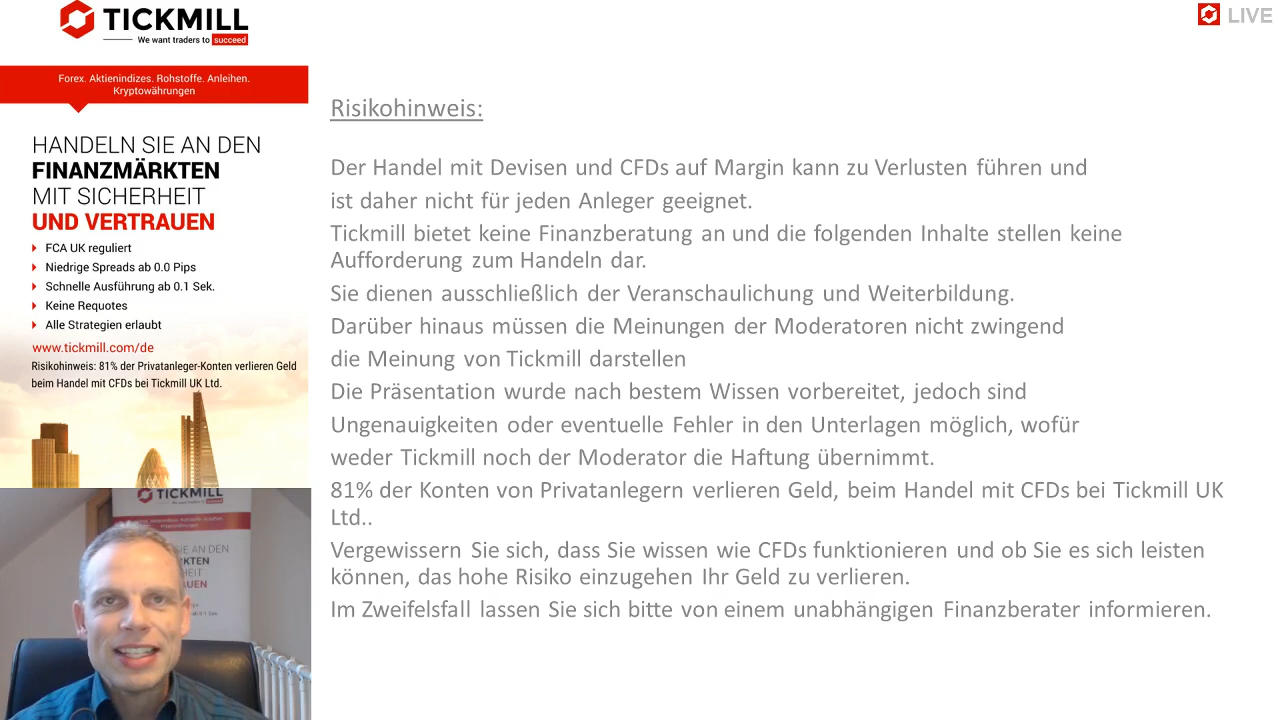 TICKMILL
We want traders to succeed
Forex. Aktienindizes. Rohstoffe. Anleihen.
Kryptowährungen
HANDELN SIE AN DEN
FINANZMÄRKTEN
MIT SICHERHEIT
UND VERTRAUEN
FCA UK reguliert
Niedrige Spreads ab 0.0 Pips
Schnelle Ausführung ab 0.1 Sek.
Keine Requotes
Alle Strategien erlaubt
www.tickmill.com/de
Risikohinweis: 81% der Privatanleger-Konten verlieren Geld
beim Handel mit CFDs bei Tickmill UK Ltd.
TICKMILL
LIVE
Risikohinweis:
Der Handel mit Devisen und CFDs auf Margin kann zu Verlusten führen und
ist daher nicht für jeden Anleger geeignet.
Tickmill bietet keine Finanzberatung an und die folgenden Inhalte stellen keine
Aufforderung zum Handeln dar.
Sie dienen ausschließlich der Veranschaulichung und Weiterbildung.
Darüber hinaus müssen die Meinungen der Moderatoren nicht zwingend
die Meinung von Tickmill darstellen
Die Präsentation wurde nach bestem Wissen vorbereitet, jedoch sind
Ungenauigkeiten oder eventuelle Fehler in den Unterlagen möglich, wofür
weder Tickmill noch der Moderator die Haftung übernimmt.
81% der Konten von Privatanlegern verlieren Geld, beim Handel mit CFDs bei Tickmill UK
Ltd..
Vergewissern Sie sich, dass Sie wissen wie CFDs funktionieren und ob Sie es sich leisten
können, das hohe Risiko einzugehen Ihr Geld zu verlieren.
Im Zweifelsfall lassen Sie sich bitte von einem unabhängigen Finanzberater informieren.